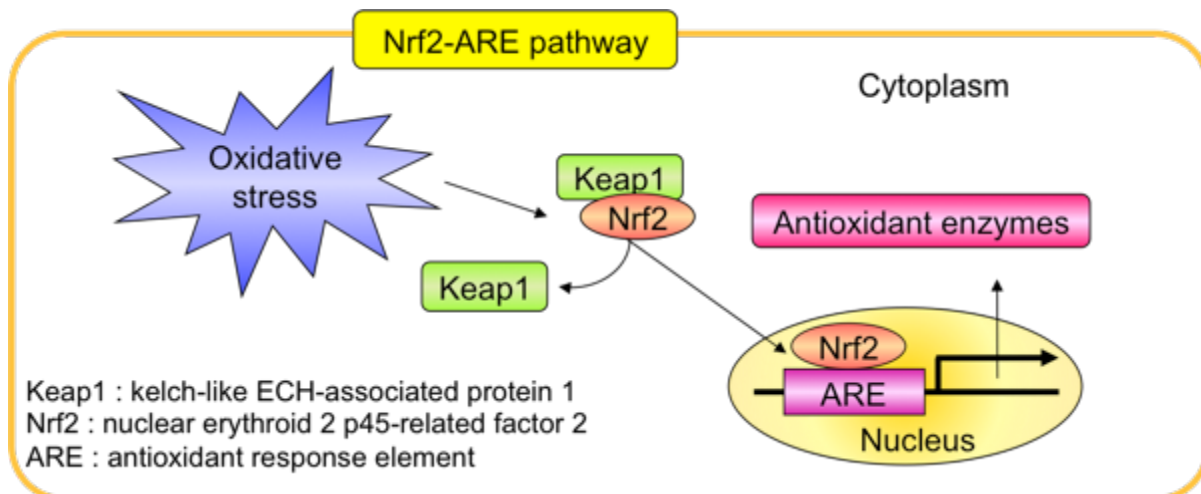 Nrf2-ARE pathway
Cytoplasm
Oxidative
stress
Keap1
Nrf2
Antioxidant enzymes
Keap1
Nrf2
ARE
Nucleus
Keap1 : kelch-like ECH-associated protein 1
Nrf2 : nuclear erythroid 2 p45-related factor 2
ARE : antioxidant response element